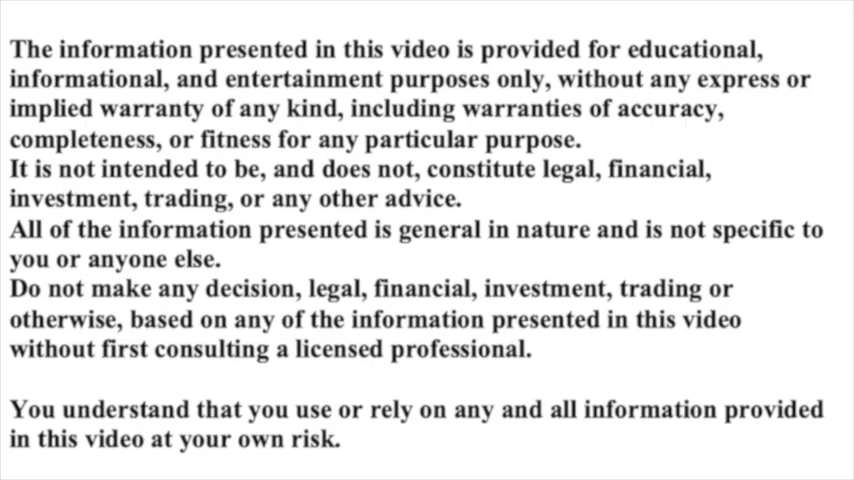 The information presented in this video is provided for educational,
informational, and entertainment purposes only, without any express or
implied warranty of any kind, including warranties of accuracy,
completeness, or fitness for any particular purpose.
It is not intended to be, and does not, constitute legal, financial,
investment, trading, or any other advice.
All of the information presented is general in nature and is not specific to
you or anyone else.
Do not make any decision, legal, financial, investment, trading or
otherwise, based on any of the information presented in this video
without first consulting a licensed professional.
You understand that you use or rely on any and all information provided
in this video at your own risk.